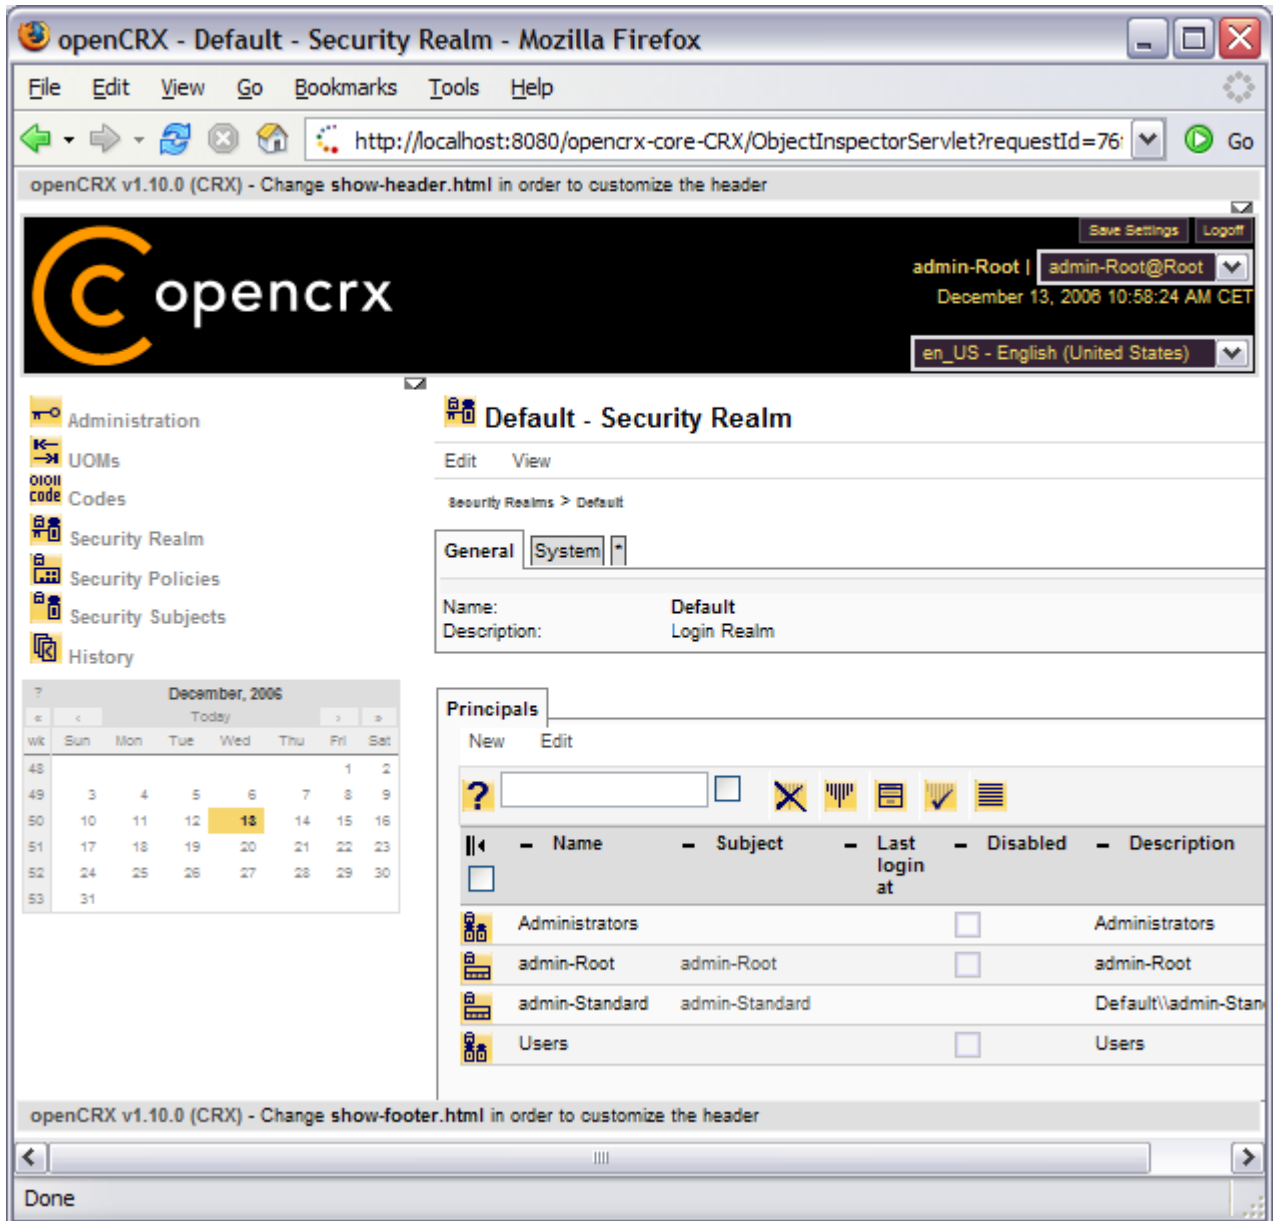 openCRX - Default - Security Realm - Mozilla Firefox
File Edit View Go Bookmarks Tools Help
http://localhost:8080/opencrx-core-CRX/ObjectInspectorServlet?requestId=76 Go
openCRX v1.10.0 (CRX) - Change show-header.html in order to customize the header
Save Settings Logoff
opencrx
admin-Root | admin-Root@Root
December 13, 2006 10:58:24 AM CET
en_US - English (United States)
Administration
UOMs
Codes
Security Realm
Security Policies
Security Subjects
History
? December, 2006
« ‹ Today › »
wk Sun Mon Tue Wed Thu Fri Sat
48 1 2
49 3 4 5 6 7 8 9
50 10 11 12 13 14 15 16
51 17 18 19 20 21 22 23
52 24 25 26 27 28 29 30
53 31
Default - Security Realm
Edit View
Security Realms > Default
General System *
Name: Default
Description: Login Realm
Principals
New Edit
?
Name Subject Last login at Disabled Description
Administrators Administrators
admin-Root admin-Root admin-Root
admin-Standard admin-Standard Default\\admin-Stan
Users Users
openCRX v1.10.0 (CRX) - Change show-footer.html in order to customize the header
Done